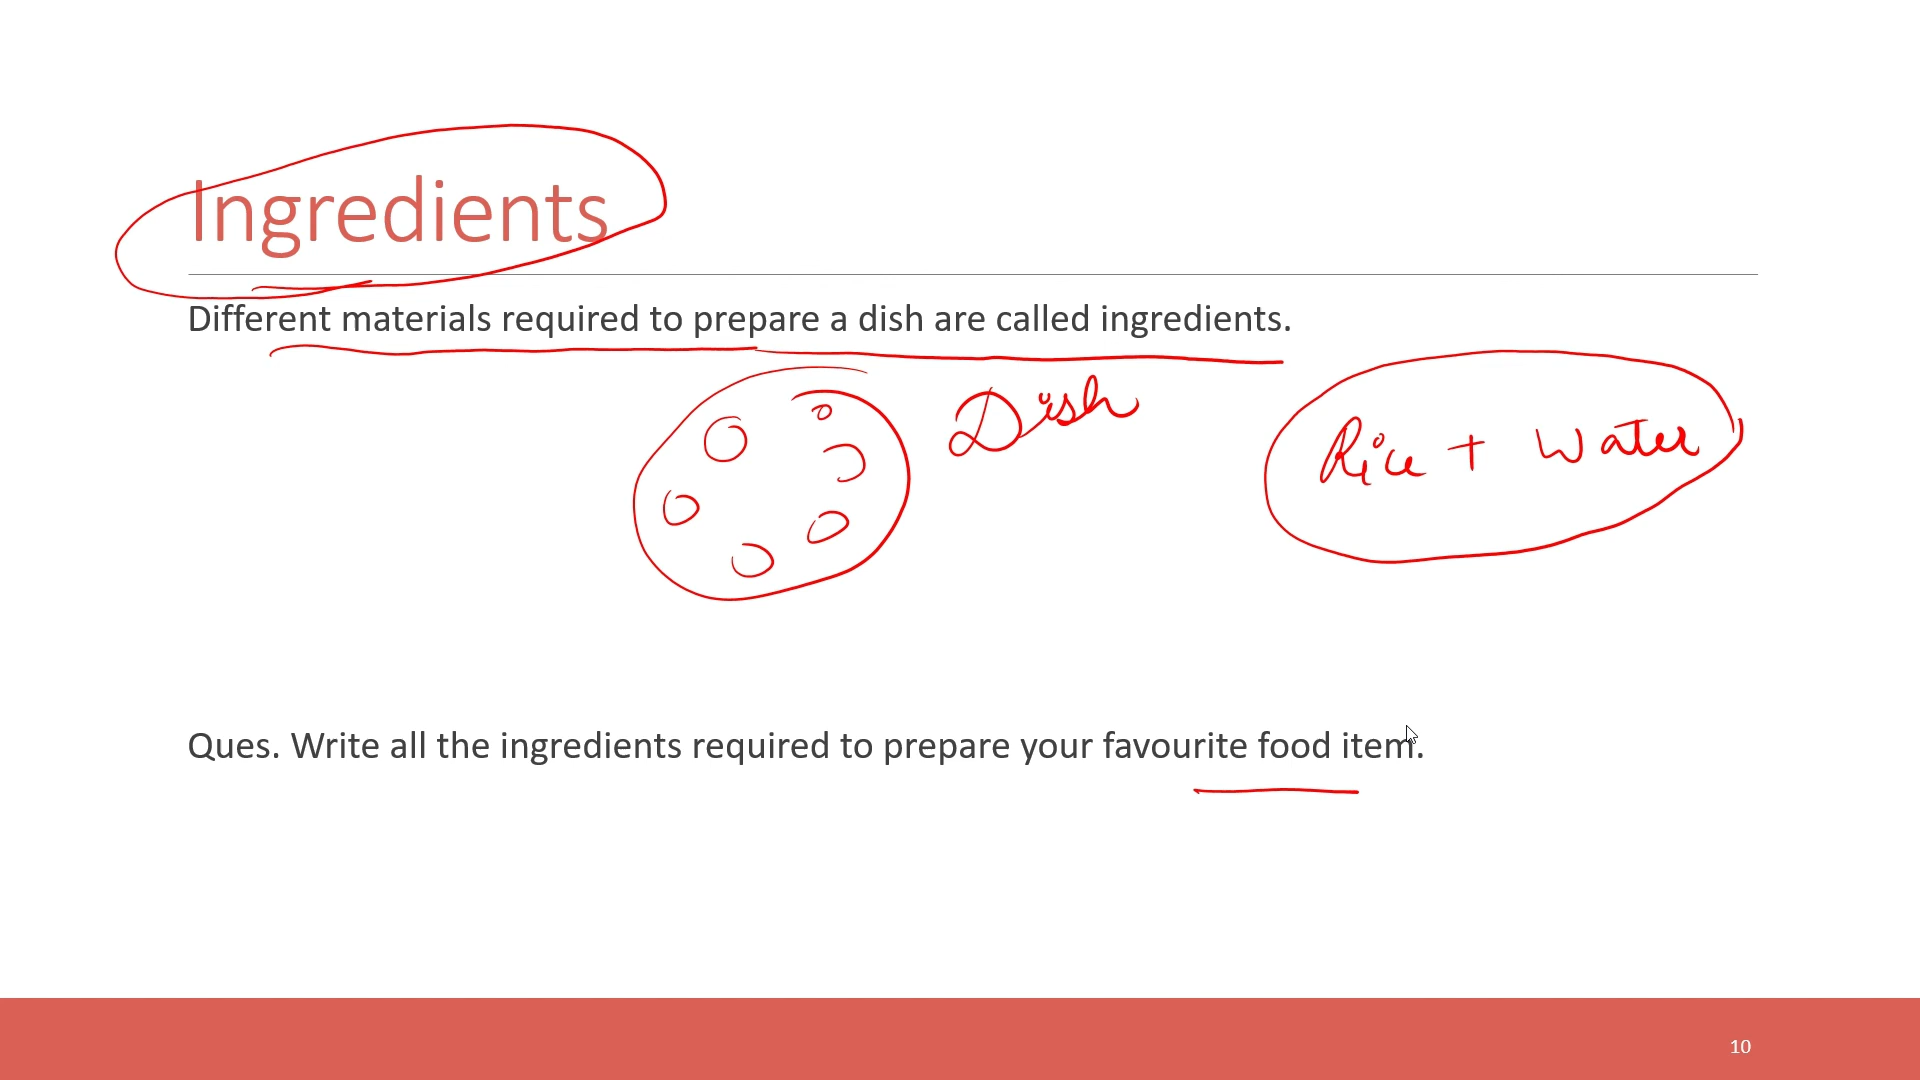 Ingredients
Different materials required to prepare a dish are called ingredients.
Dish
Rice + Water
Ques. Write all the ingredients required to prepare your favourite food item.
10